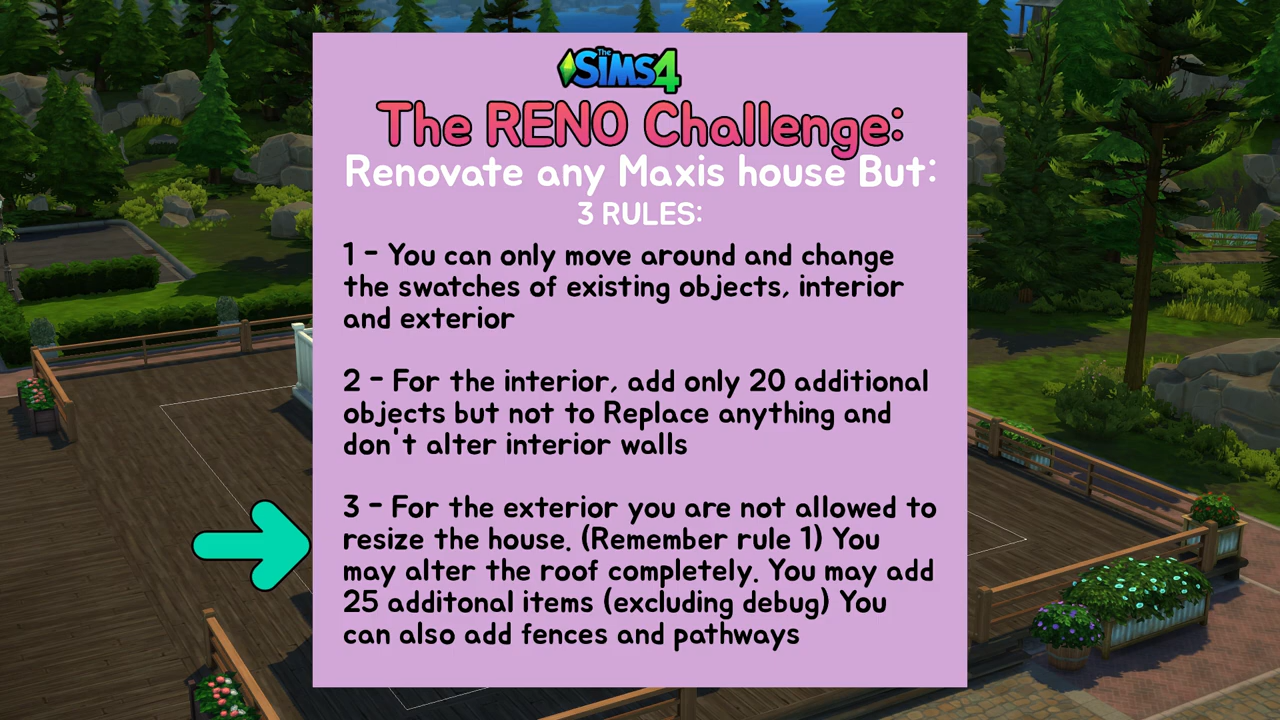 The
SIMS4
The RENO Challenge:
Renovate any Maxis house But:
3 RULES:
1 - You can only move around and change
the swatches of existing objects, interior
and exterior
2 - For the interior, add only 20 additional
objects but not to Replace anything and
don't alter interior walls
3 - For the exterior you are not allowed to
resize the house. (Remember rule 1) You
may alter the roof completely. You may add
25 additonal items (excluding debug) You
can also add fences and pathways